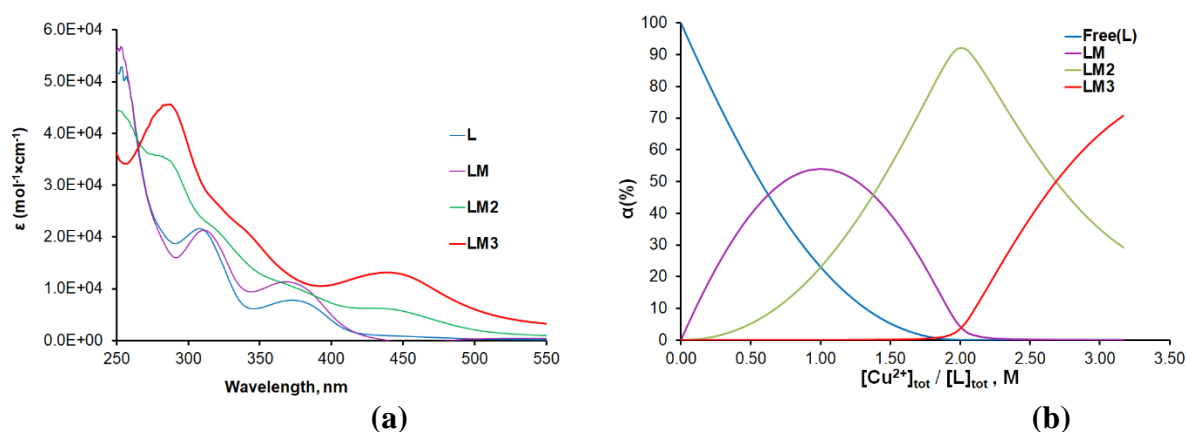 6.0E+04
5.0E+04
4.0E+04
3.0E+04
2.0E+04
1.0E+04
0.0E+00
ε (mol⁻¹×cm⁻¹)
250 300 350 400 450 500 550
Wavelength, nm
L
LM
LM2
LM3
(a)
100
90
80
70
60
50
40
30
20
10
0
α(%)
0.00 0.50 1.00 1.50 2.00 2.50 3.00 3.50
[Cu²⁺]tot / [L]tot , M
Free(L)
LM
LM2
LM3
(b)